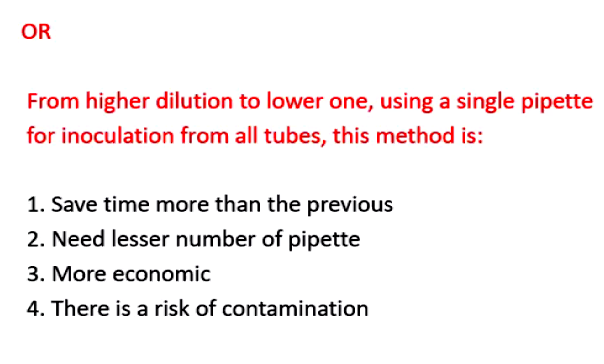 OR
From higher dilution to lower one, using a single pipette
for inoculation from all tubes, this method is:
1. Save time more than the previous
2. Need lesser number of pipette
3. More economic
4. There is a risk of contamination